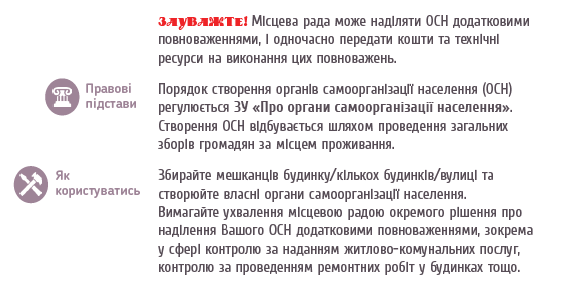 ЗАУВАЖТЕ! Місцева рада може наділяти ОСН додатковими
повноваженнями, і одночасно передати кошти та технічні
ресурси на виконання цих повноважень.
Правові
підстави
Порядок створення органів самоорганізації населення (ОСН)
регулюється ЗУ «Про органи самоорганізації населення».
Створення ОСН відбувається шляхом проведення загальних
зборів громадян за місцем проживання.
Як
користуватись
Збирайте мешканців будинку/кількох будинків/вулиці та
створюйте власні органи самоорганізації населення.
Вимагайте ухвалення місцевою радою окремого рішення про
наділення Вашого ОСН додатковими повноваженнями, зокрема
у сфері контролю за наданням житлово-комунальних послуг,
контролю за проведенням ремонтних робіт у будинках тощо.